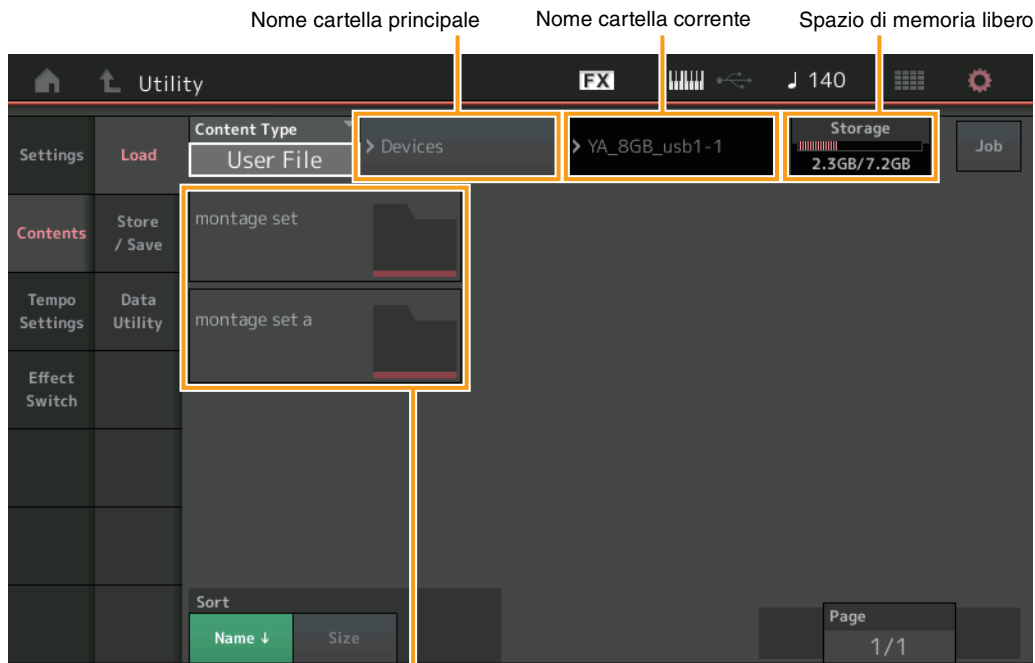 Nome cartella principale
Nome cartella corrente
Spazio di memoria libero
Utility
FX
♩ 140
Settings
Load
Content Type
User File
> Devices
> YA_8GB_usb1-1
Storage
2.3GB/7.2GB
Job
Contents
Store
/ Save
montage set
Tempo
Settings
Data
Utility
montage set a
Effect
Switch
Sort
Name ↓
Size
Page
1/1